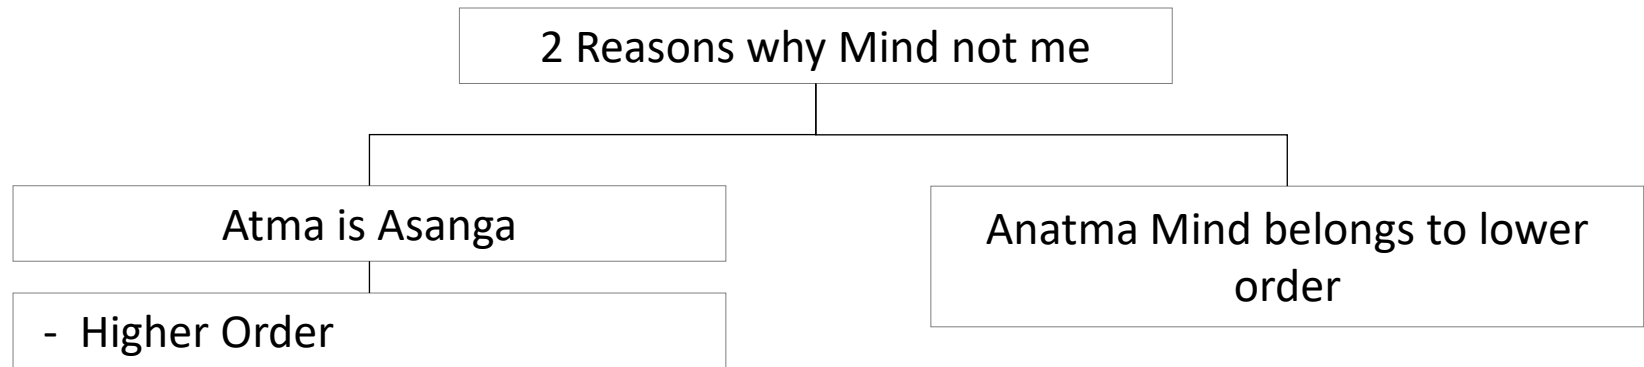 2 Reasons why Mind not me
Atma is Asanga
- Higher Order
Anatma Mind belongs to lower
order